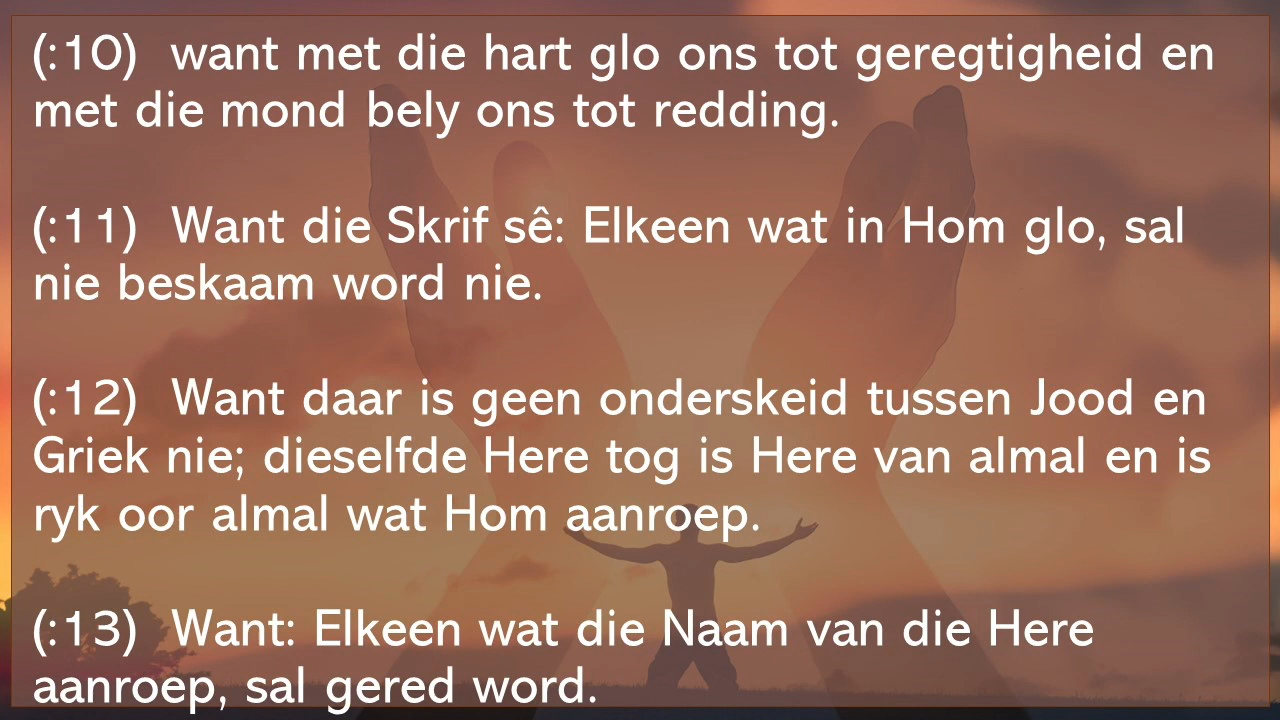 (:10)  want met die hart glo ons tot geregtigheid en
met die mond bely ons tot redding.
(:11)  Want die Skrif sê: Elkeen wat in Hom glo, sal
nie beskaam word nie.
(:12)  Want daar is geen onderskeid tussen Jood en
Griek nie; dieselfde Here tog is Here van almal en is
ryk oor almal wat Hom aanroep.
(:13)  Want: Elkeen wat die Naam van die Here
aanroep, sal gered word.